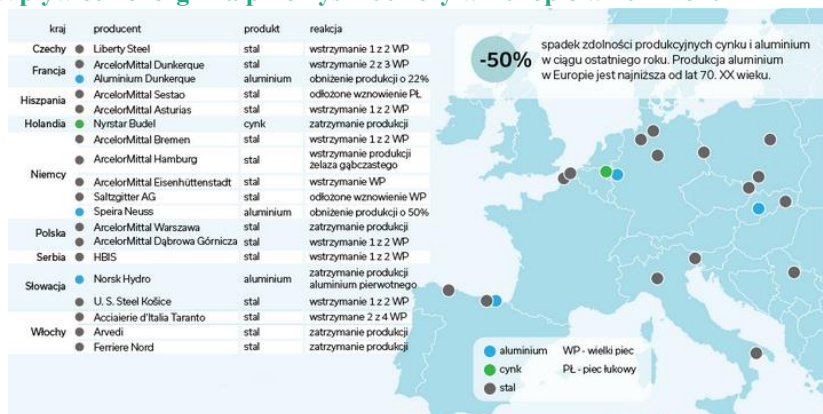 kraj producent produkt reakcja
Czechy Liberty Steel stal wstrzymanie 1 z 2 WP
Francja ArcelorMittal Dunkerque stal wstrzymanie 2 z 3 WP
Aluminium Dunkerque aluminium obniżenie produkcji o 22%
Hiszpania ArcelorMittal Sestao stal odłożone wznowienie PŁ
ArcelorMittal Asturias stal wstrzymanie 1 z 2 WP
Holandia Nyrstar Budel cynk zatrzymanie produkcji
Niemcy ArcelorMittal Bremen stal wstrzymanie 1 z 2 WP
ArcelorMittal Hamburg stal wstrzymanie produkcji
żelaza gąbczastego
ArcelorMittal Eisenhüttenstadt stal wstrzymanie WP
Saltzgitter AG stal odłożone wznowienie WP
Speira Neuss aluminium obniżenie produkcji o 50%
Polska ArcelorMittal Warszawa stal zatrzymanie produkcji
ArcelorMittal Dąbrowa Górnicza stal wstrzymanie 1 z 2 WP
Serbia HBIS stal wstrzymanie 1 z 2 WP
Słowacja Norsk Hydro aluminium zatrzymanie produkcji
aluminium pierwotnego
U. S. Steel Košice stal wstrzymanie 1 z 2 WP
Włochy Acciaierie d'Italia Taranto stal wstrzymane 2 z 4 WP
Arvedi stal zatrzymanie produkcji
Ferriere Nord stal zatrzymanie produkcji
-50%
spadek zdolności produkcyjnych cynku i aluminium
w ciągu ostatniego roku. Produkcja aluminium
w Europie jest najniższa od lat 70. XX wieku.
aluminium WP - wielki piec
cynk PŁ - piec łukowy
stal